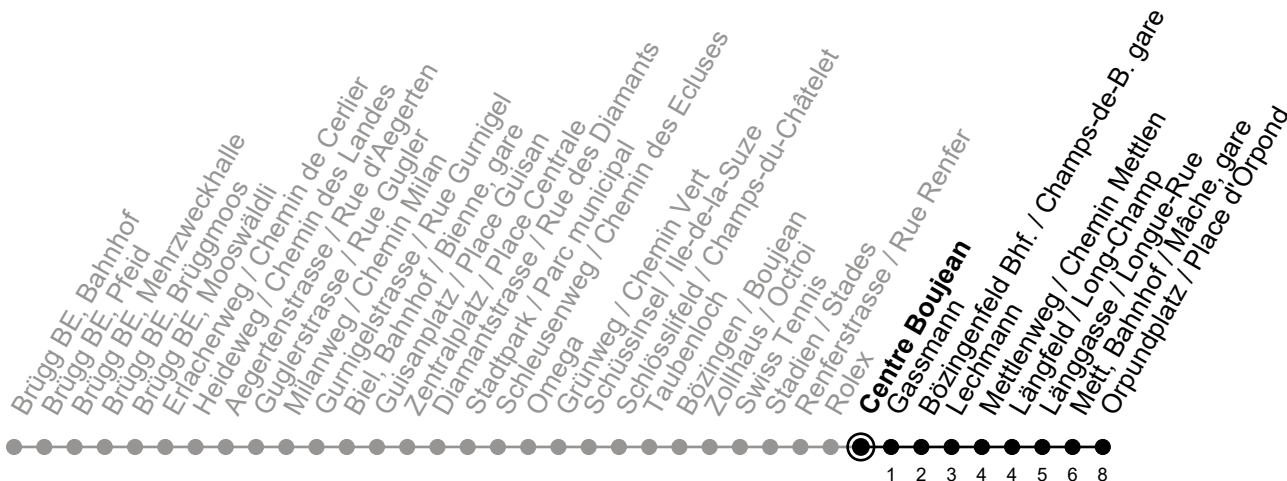 Brügg BE, Bahnhof
Brügg BE, Pfeid
Brügg BE, Mehrzweckhalle
Brügg BE, Brüggmoos
Brügg BE, Mooswäldi
Erlacherweg / Chemin de Cerlier
Heideweg / Chemin des Landes
Aegertenstrasse / Rue d'Aegerten
Guglerstrasse / Rue Gugler
Milanweg / Chemin Milan
Gurnigelstrasse / Rue Gurnigel
Biel, Bahnhof / Bienne, gare
Guisanplatz / Place Guisan
Zentralplatz / Place Centrale
Diamantstrasse / Rue des Diamants
Stadtpark / Parc municipal
Schleusenweg / Chemin des Ecluses
Omega
Grünweg / Chemin Vert
Schüssinsel / Ile-de-la-Suze
Schlösslifeld / Champs-du-Châtelet
Taubenloch
Bözingen / Boujean
Zollhaus / Octroi
Swiss Tennis
Stadien / Stades
Renferstrasse / Rue Renfer
Rolex
Centre Boujean
Gassmann
Bözingenfeld Bhf. / Champs-de-B. gare
Lechmann
Mettlenweg / Chemin Mettlen
Längfeld / Long-Champ
Länggasse / Longue-Rue
Mett, Bahnhof / Mâche, gare
Orpundplatz / Place d'Orpond
1 2 3 4 4 5 6 8